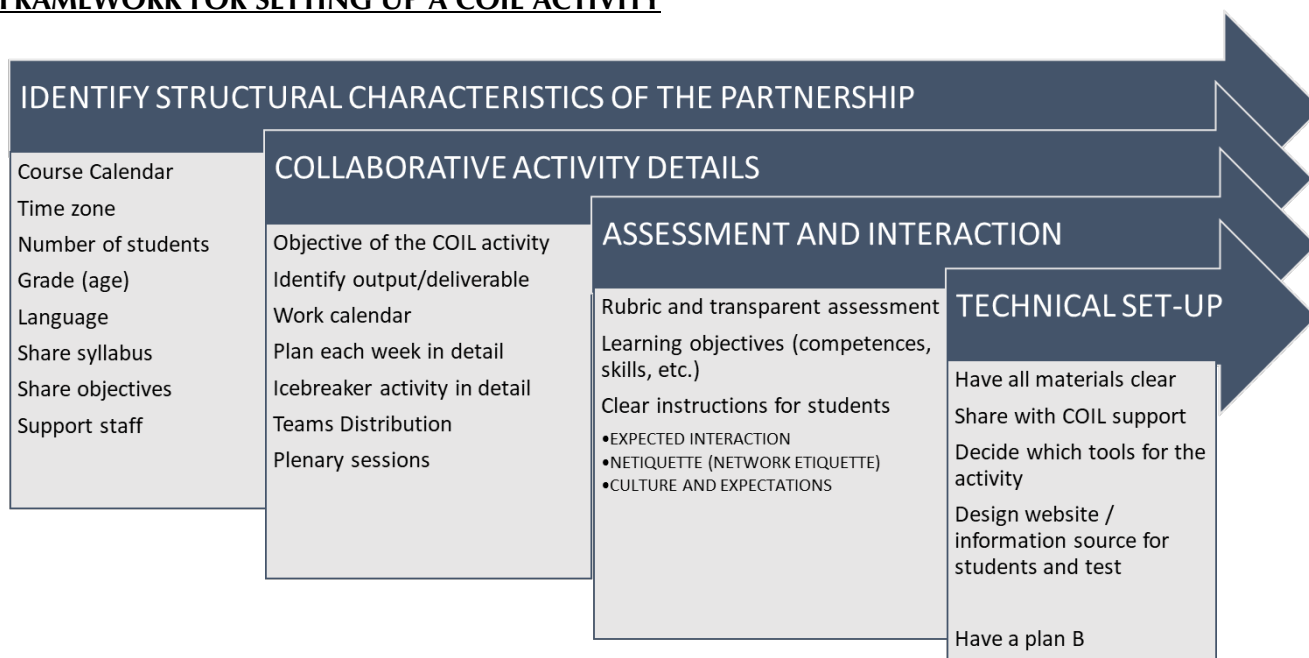 FRAMEWORK FOR SETTING UP A COIL ACTIVITY
IDENTIFY STRUCTURAL CHARACTERISTICS OF THE PARTNERSHIP
Course Calendar
Time zone
Number of students
Grade (age)
Language
Share syllabus
Share objectives
Support staff
COLLABORATIVE ACTIVITY DETAILS
Objective of the COIL activity
Identify output/deliverable
Work calendar
Plan each week in detail
Icebreaker activity in detail
Teams Distribution
Plenary sessions
ASSESSMENT AND INTERACTION
Rubric and transparent assessment
Learning objectives (competences,
skills, etc.)
Clear instructions for students
•EXPECTED INTERACTION
•NETIQUETTE (NETWORK ETIQUETTE)
•CULTURE AND EXPECTATIONS
TECHNICAL SET-UP
Have all materials clear
Share with COIL support
Decide which tools for the
activity
Design website /
information source for
students and test
Have a plan B